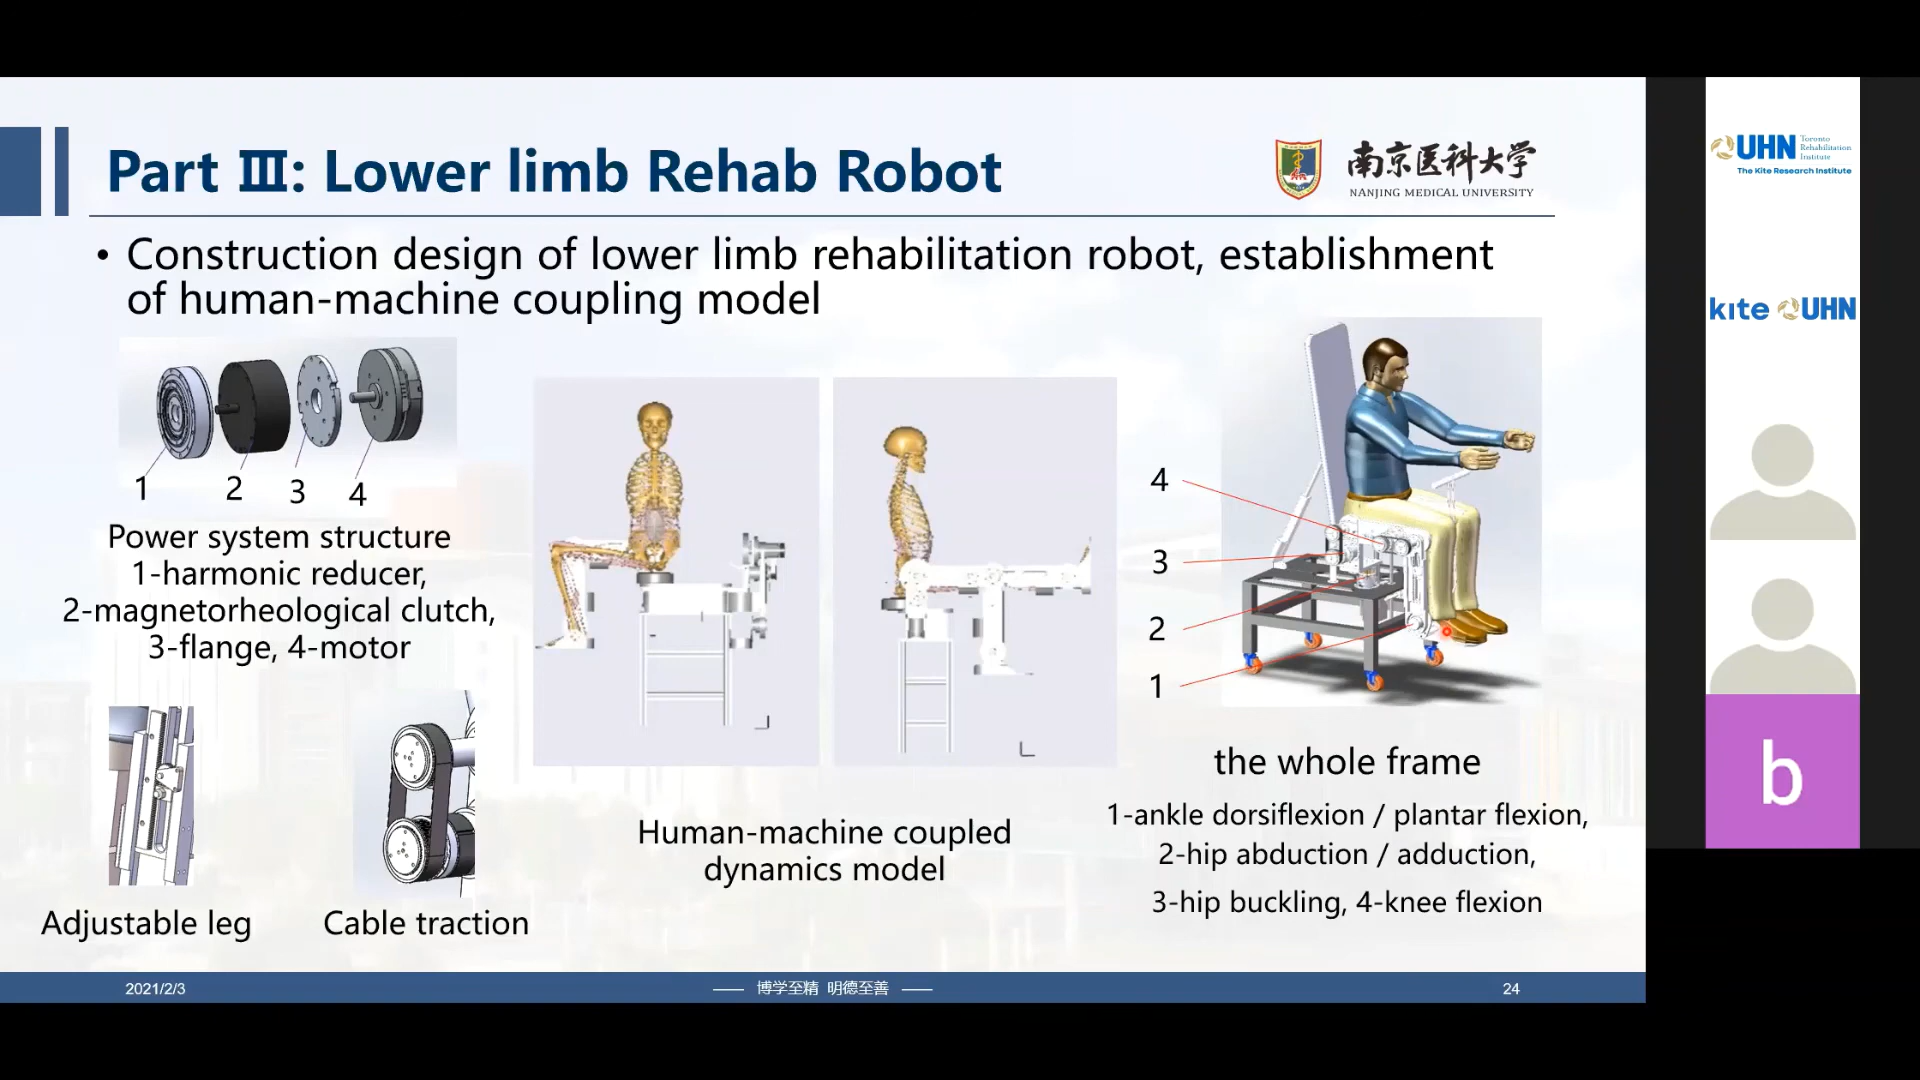 Part Ⅲ: Lower limb Rehab Robot
南京医科大学
NANJING MEDICAL UNIVERSITY
• Construction design of lower limb rehabilitation robot, establishment
of human-machine coupling model
1 2 3 4
Power system structure
1-harmonic reducer,
2-magnetorheological clutch,
3-flange, 4-motor
Adjustable leg
Cable traction
Human-machine coupled
dynamics model
4
3
2
1
the whole frame
1-ankle dorsiflexion / plantar flexion,
2-hip abduction / adduction,
3-hip buckling, 4-knee flexion
2021/2/3
博学至精 明德至善
24
UHN Toronto
Rehabilitation
Institute
The Kite Research Institute
kite UHN
b